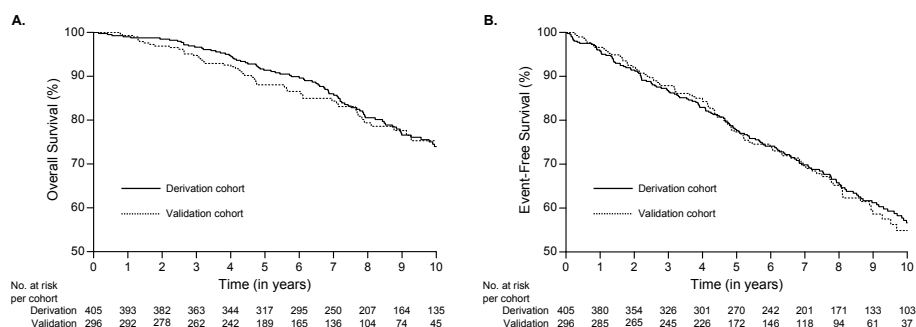 A.
100
90
80
70
60
50
Overall Survival (%)
Derivation cohort
Validation cohort
0 1 2 3 4 5 6 7 8 9 10
Time (in years)
No. at risk
per cohort
Derivation 405 393 382 363 344 317 295 250 207 164 135
Validation 296 292 278 262 242 189 165 136 104 74 45
B.
100
90
80
70
60
50
Event-Free Survival (%)
Derivation cohort
Validation cohort
0 1 2 3 4 5 6 7 8 9 10
Time (in years)
No. at risk
per cohort
Derivation 405 380 354 326 301 270 242 201 171 133 103
Validation 296 285 265 245 226 172 146 118 94 61 37